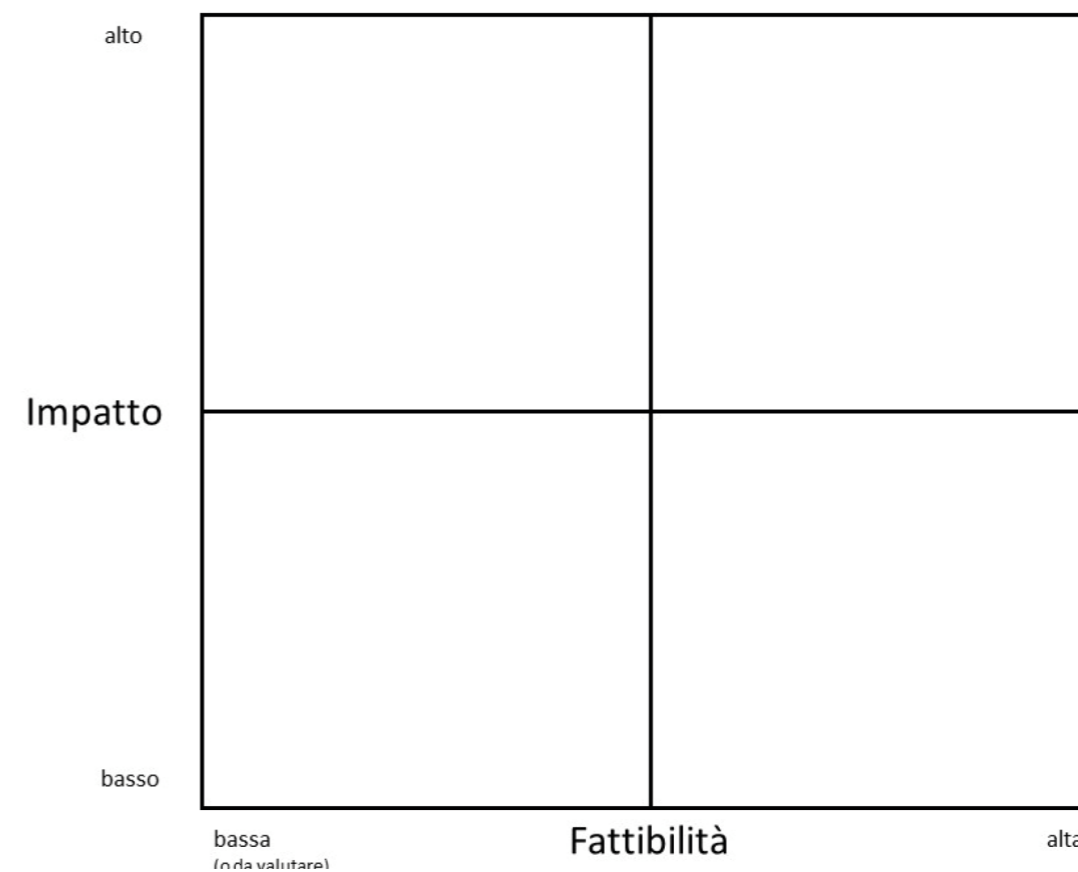 alto
Impatto
basso
bassa
(o da valutare)
Fattibilità
alta